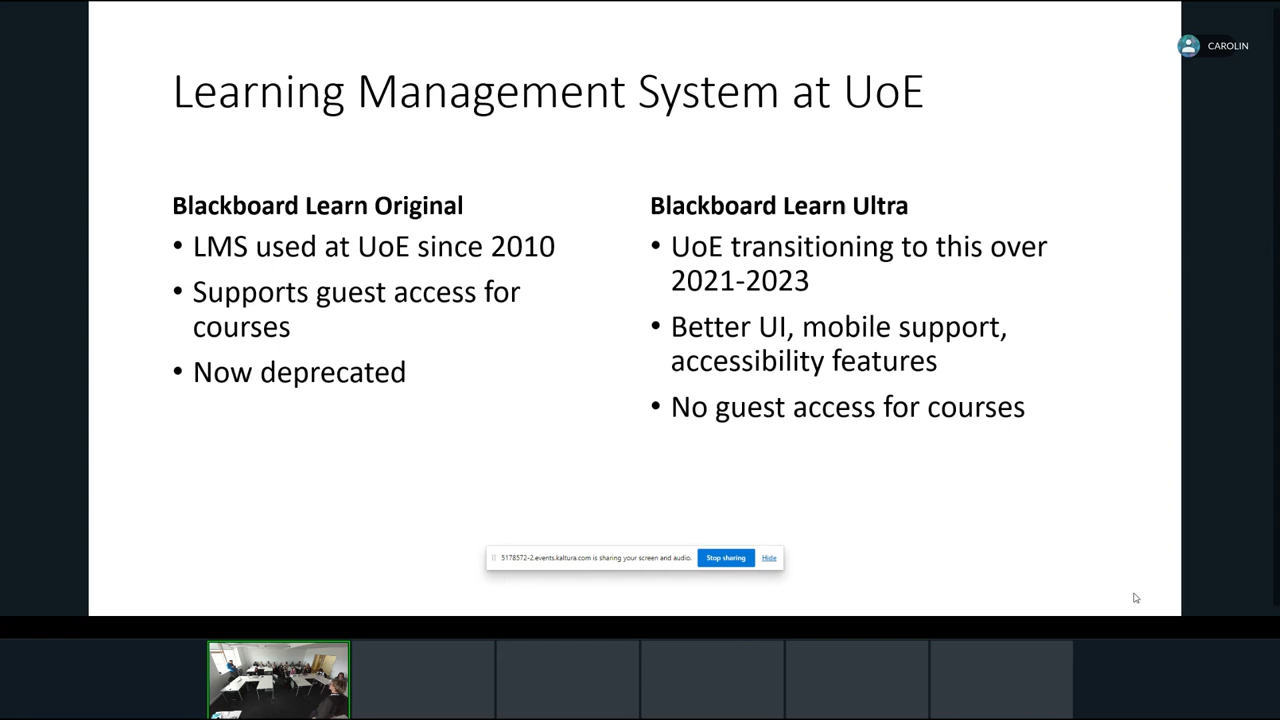 CAROLIN
Learning Management System at UoE
Blackboard Learn Original
• LMS used at UoE since 2010
• Supports guest access for
courses
• Now deprecated
Blackboard Learn Ultra
• UoE transitioning to this over
2021-2023
• Better UI, mobile support,
accessibility features
• No guest access for courses
5178572-2.events.kaltura.com is sharing your screen and audio.
Stop sharing
Hide